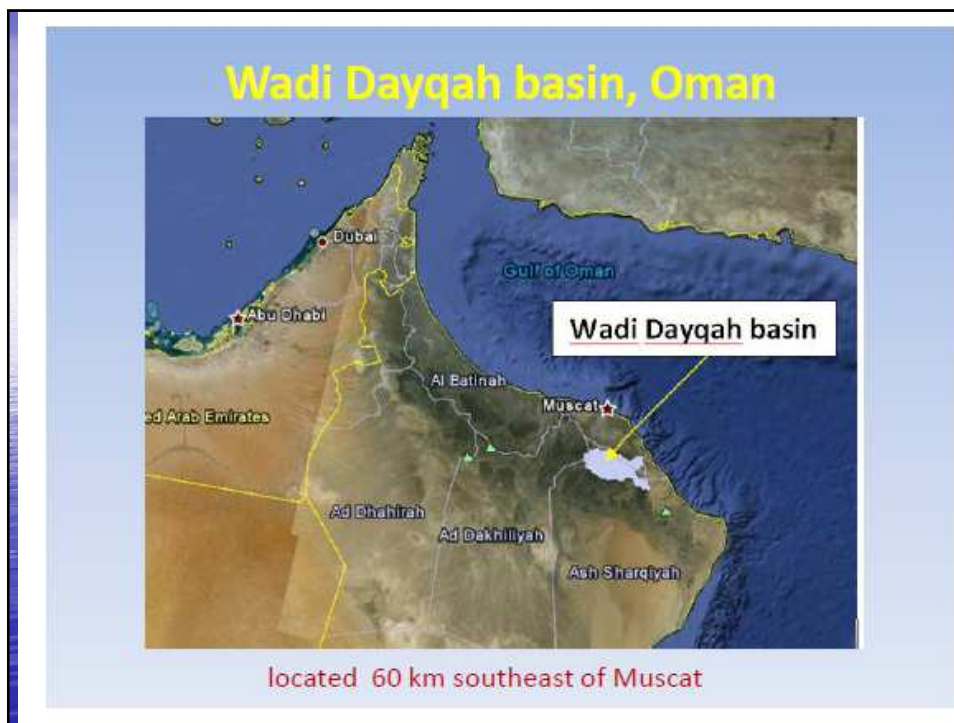 Wadi Dayqah basin, Oman
Dubai
Gulf of Oman
Abu Dhabi
Wadi Dayqah basin
Al Batinah
Muscat
ed Arab Emirates
Ad Dhahirah
Ad Dakhiliyah
Ash Sharqiyah
located 60 km southeast of Muscat